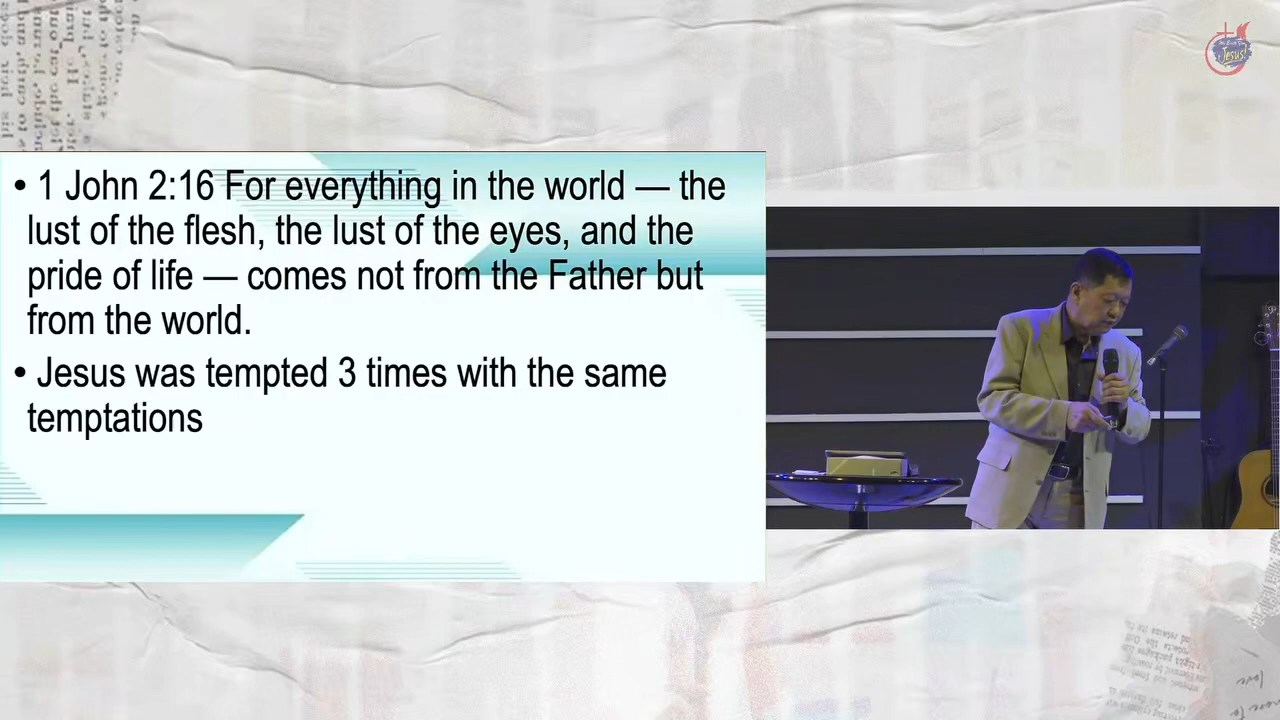 • 1 John 2:16 For everything in the world — the
lust of the flesh, the lust of the eyes, and the
pride of life — comes not from the Father but
from the world.
• Jesus was tempted 3 times with the same
temptations
Jesus!